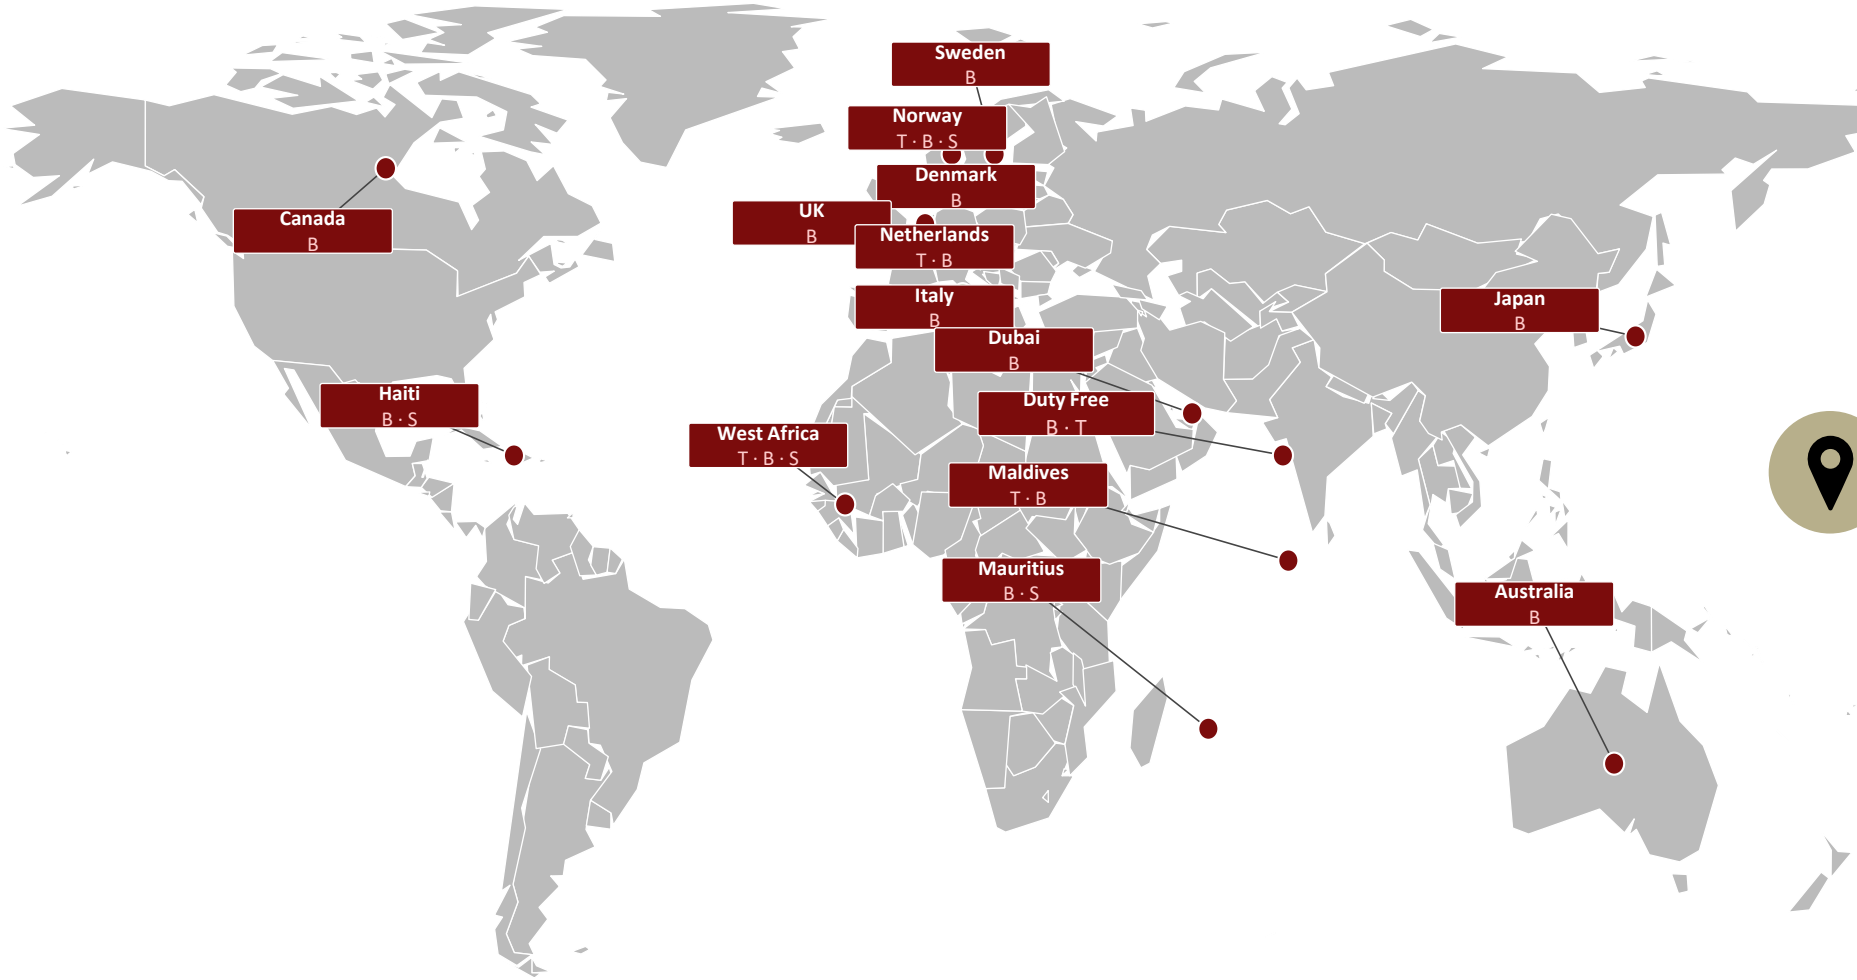 Sweden
B
Norway
T · B · S
Denmark
B
UK
B
Netherlands
T · B
Canada
B
Italy
B
Japan
B
Dubai
B
Haiti
B · S
Duty Free
B · T
West Africa
T · B · S
Maldives
T · B
Mauritius
B · S
Australia
B